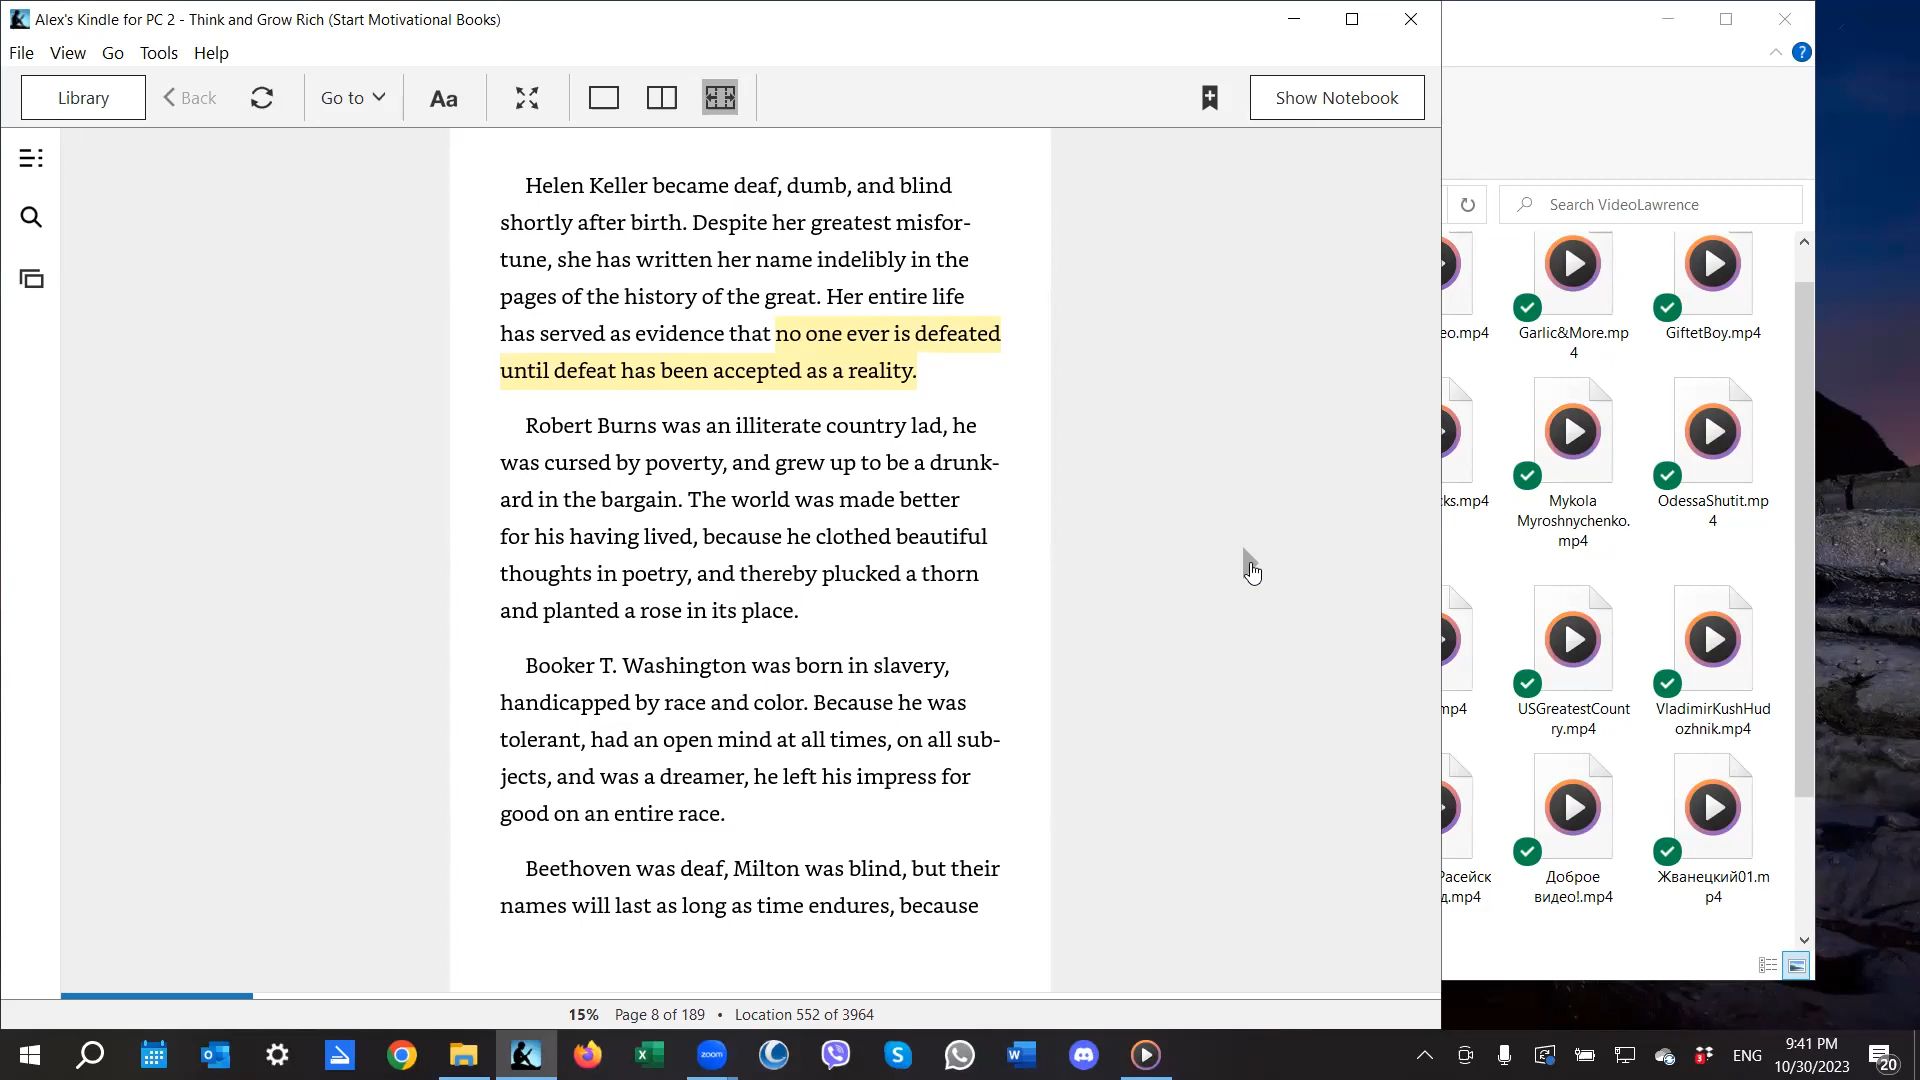 Alex's Kindle for PC 2 - Think and Grow Rich (Start Motivational Books)
File View Go Tools Help
Library
Back
Go to
Aa
Show Notebook
Helen Keller became deaf, dumb, and blind
shortly after birth. Despite her greatest misfor-
tune, she has written her name indelibly in the
pages of the history of the great. Her entire life
has served as evidence that no one ever is defeated
until defeat has been accepted as a reality.
Robert Burns was an illiterate country lad, he
was cursed by poverty, and grew up to be a drunk-
ard in the bargain. The world was made better
for his having lived, because he clothed beautiful
thoughts in poetry, and thereby plucked a thorn
and planted a rose in its place.
Booker T. Washington was born in slavery,
handicapped by race and color. Because he was
tolerant, had an open mind at all times, on all sub-
jects, and was a dreamer, he left his impress for
good on an entire race.
Beethoven was deaf, Milton was blind, but their
names will last as long as time endures, because
15% Page 8 of 189 • Location 552 of 3964
?
Search VideoLawrence
eo.mp4
Garlic&More.mp
4
GiftetBoy.mp4
cks.mp4
Mykola
Myroshnychenko.
mp4
OdessaShutit.mp
4
mp4
USGreatestCount
ry.mp4
VladimirKushHud
ozhnik.mp4
Расейск
д.mp4
Доброе
видео!.mp4
Жванецкий01.m
p4
zoom
3
ENG
9:41 PM
10/30/2023
20